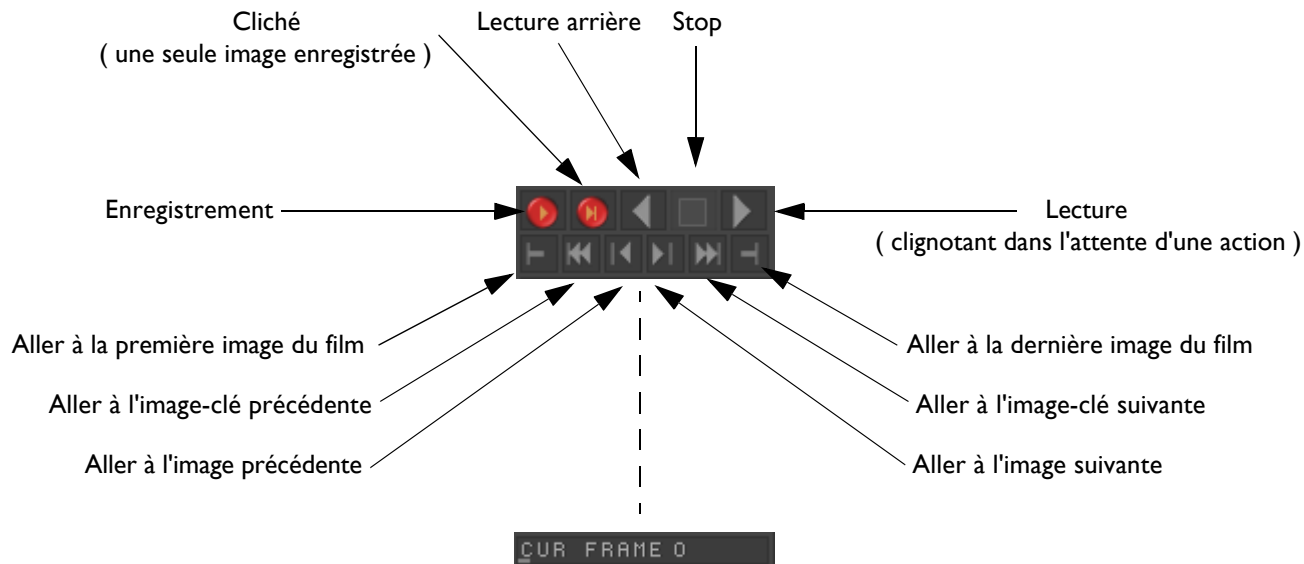 Cliché
( une seule image enregistrée )
Lecture arrière
Stop
Enregistrement
Lecture
( clignotant dans l'attente d'une action )
Aller à la première image du film
Aller à la dernière image du film
Aller à l'image-clé précédente
Aller à l'image-clé suivante
Aller à l'image précédente
Aller à l'image suivante
CUR FRAME 0